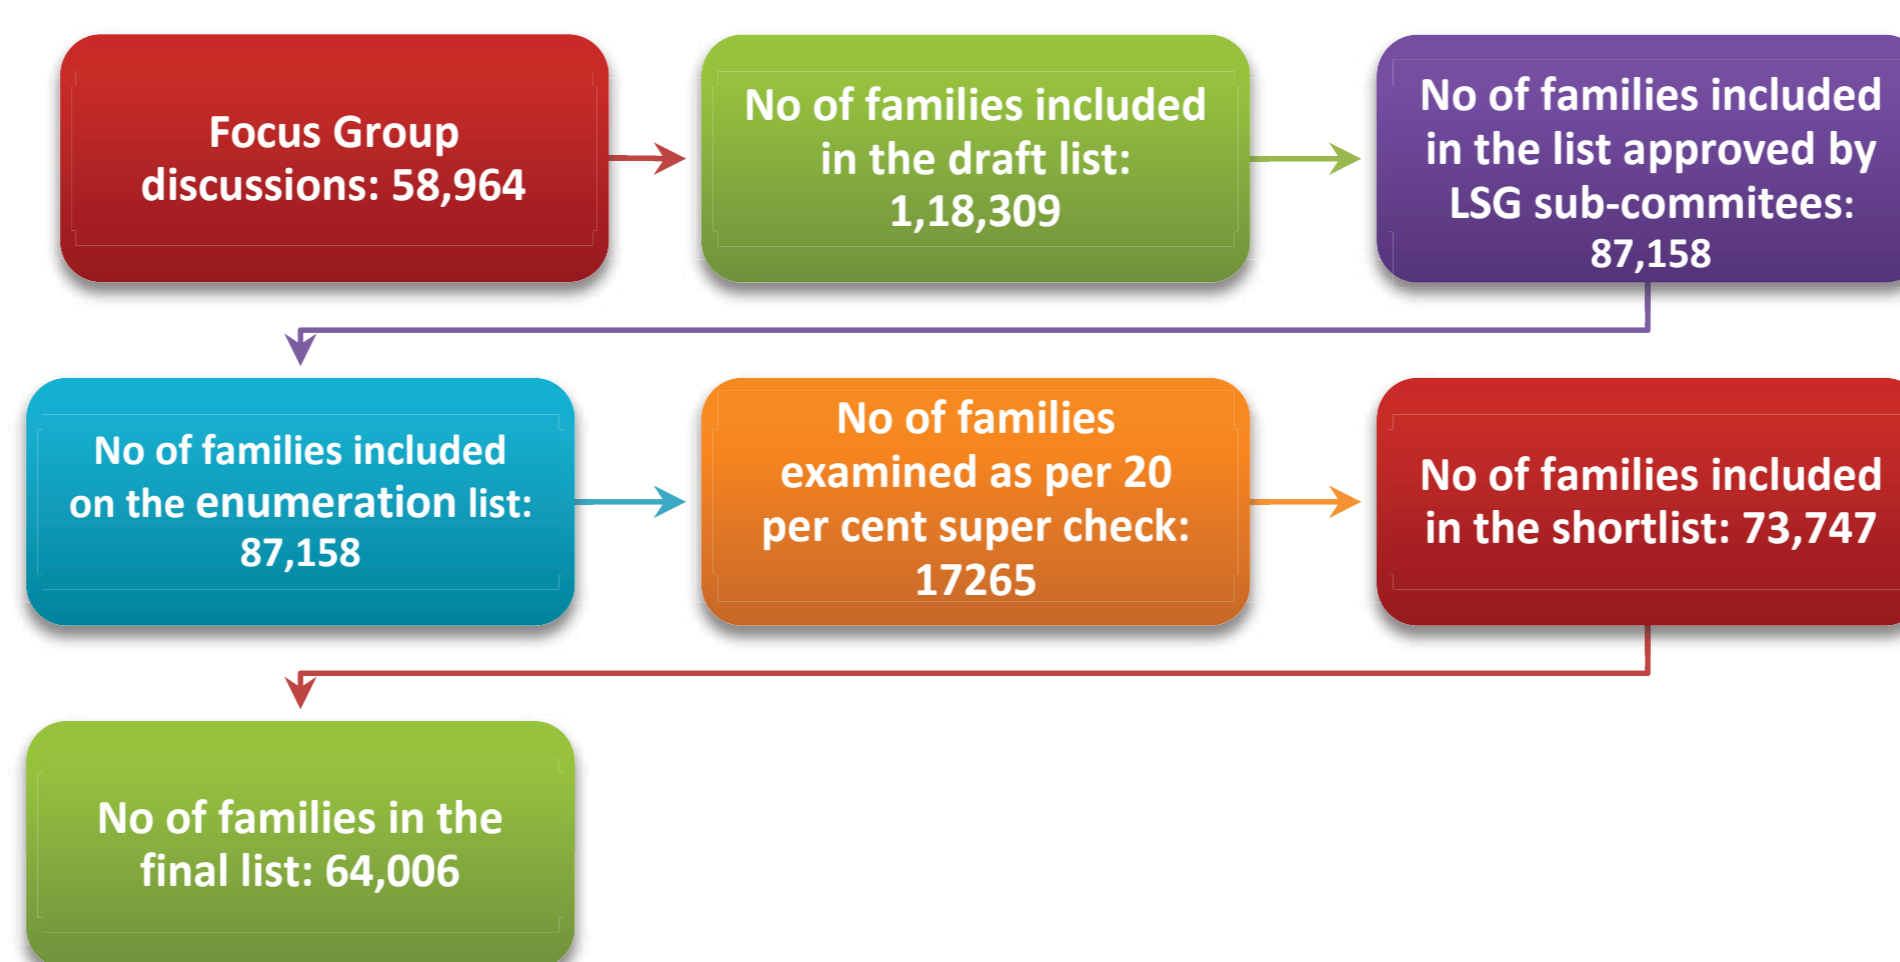 Focus Group
discussions: 58,964
No of families included
in the draft list:
1,18,309
No of families included
in the list approved by
LSG sub-commitees:
87,158
No of families included
on the enumeration list:
87,158
No of families
examined as per 20
per cent super check:
17265
No of families included
in the shortlist: 73,747
No of families in the
final list: 64,006